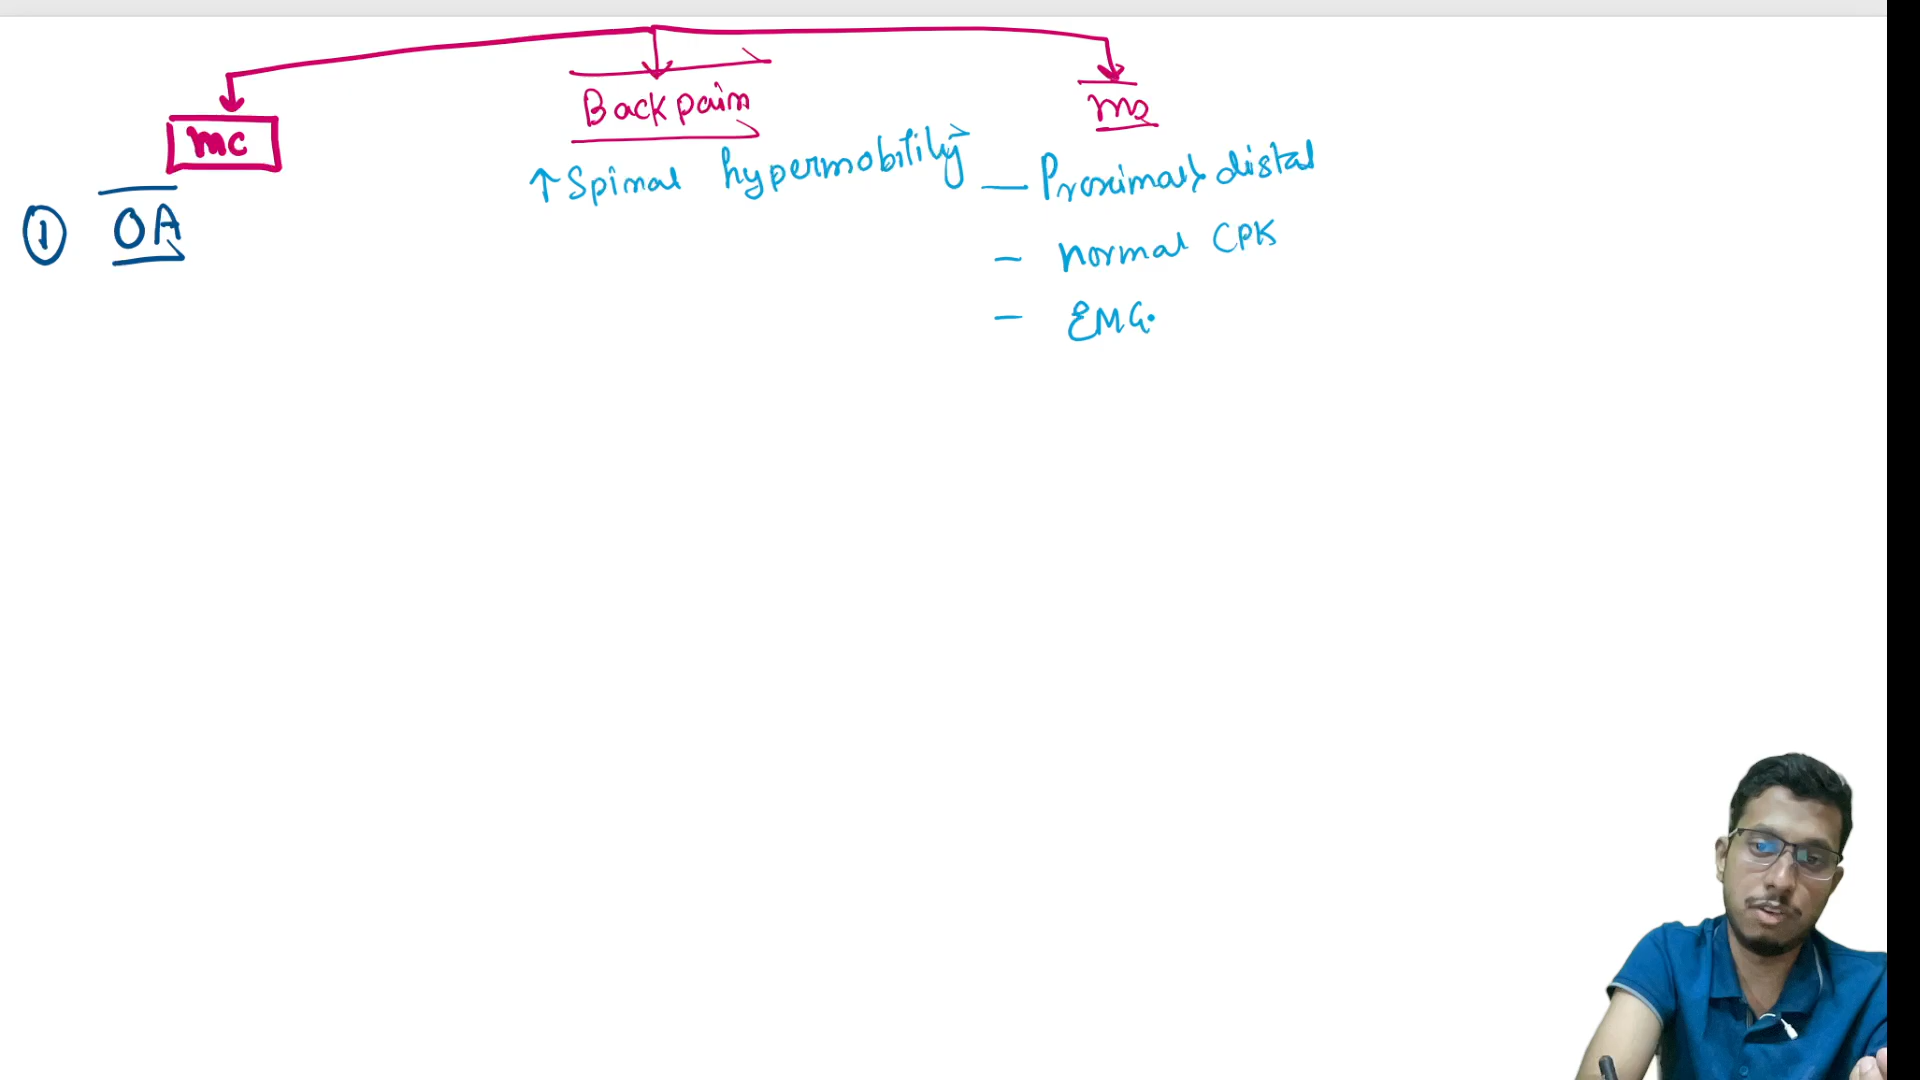 Back pain
ms
mc
↑ Spinal hypermobility
— Proximal > distal
① OA
– normal CPK
– EMG.